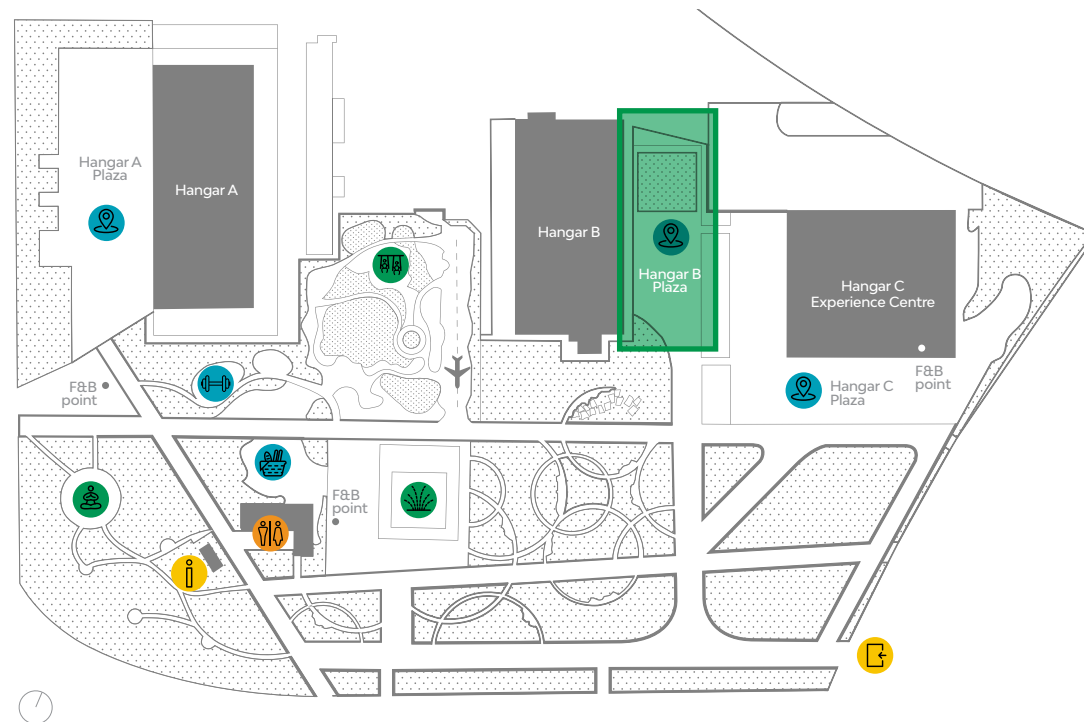 Hangar A
Plaza
Hangar A
Hangar B
Hangar B
Plaza
Hangar C
Experience Centre
F&B
point
Hangar C
Plaza
F&B
point
F&B
point